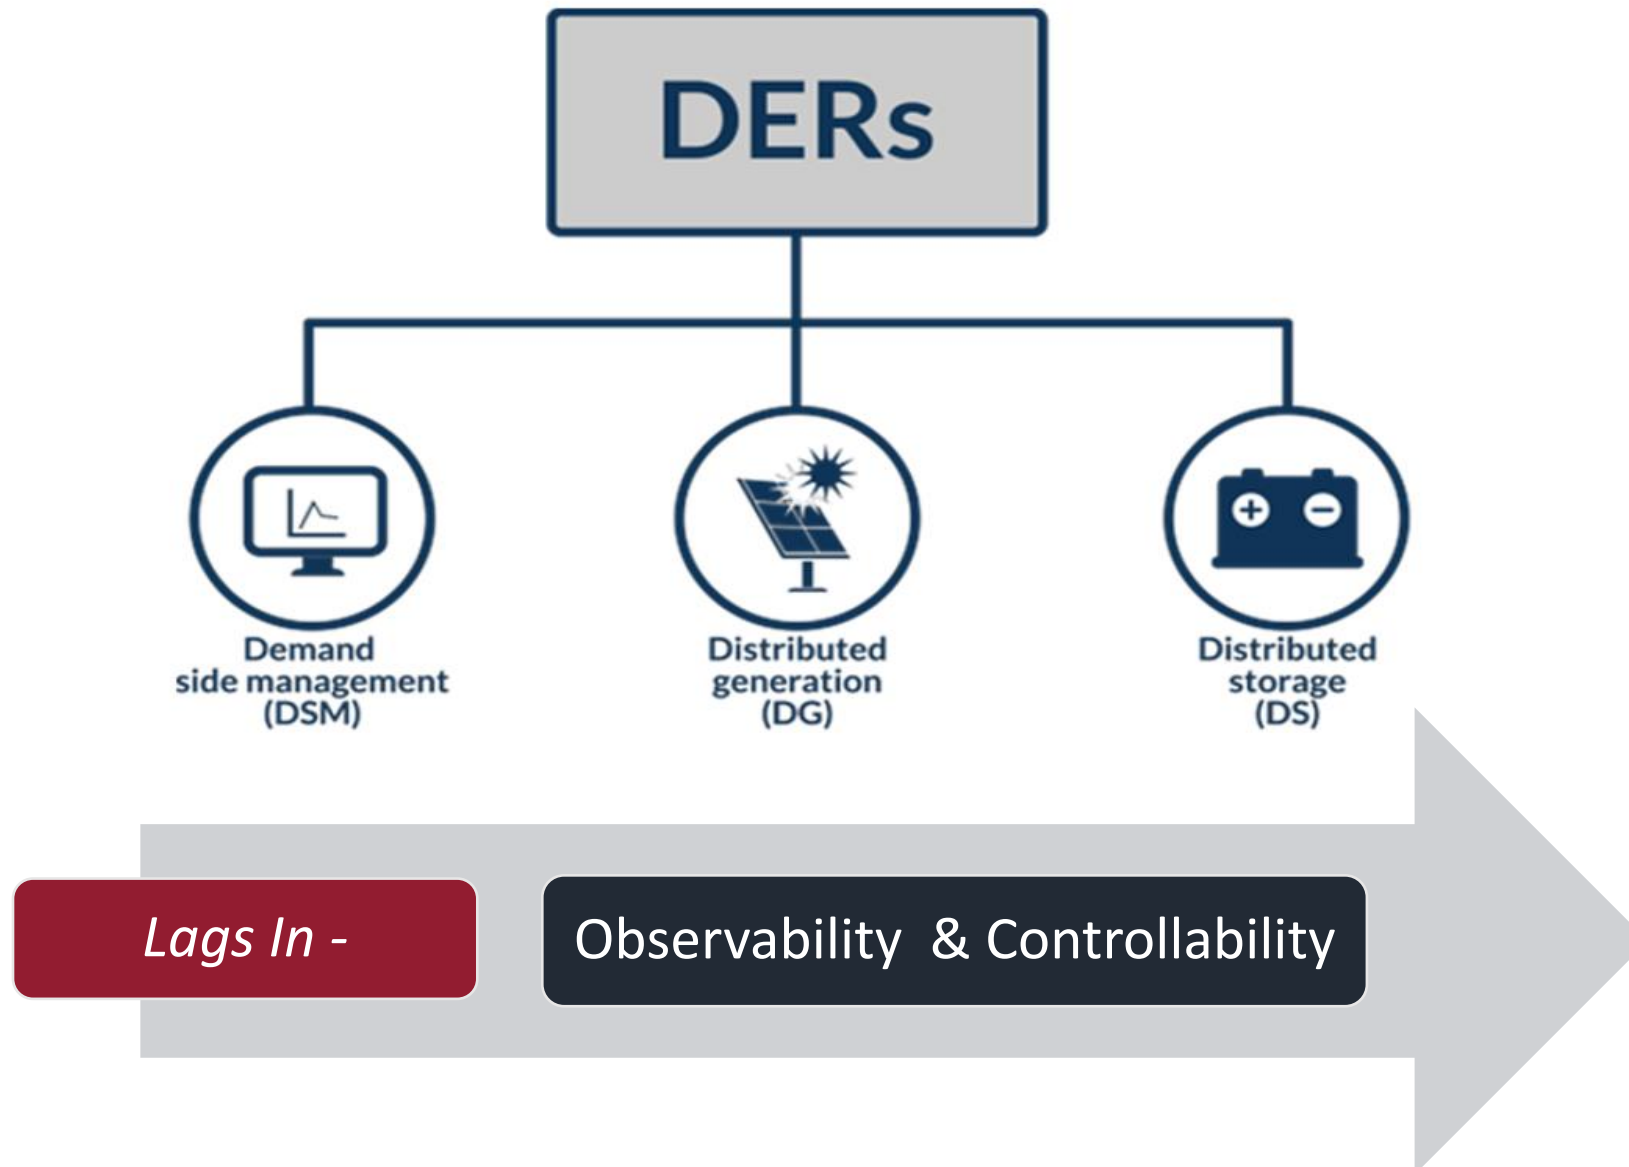 DERs
Demand
side management
(DSM)
Distributed
generation
(DG)
Distributed
storage
(DS)
Lags In -
Observability & Controllability